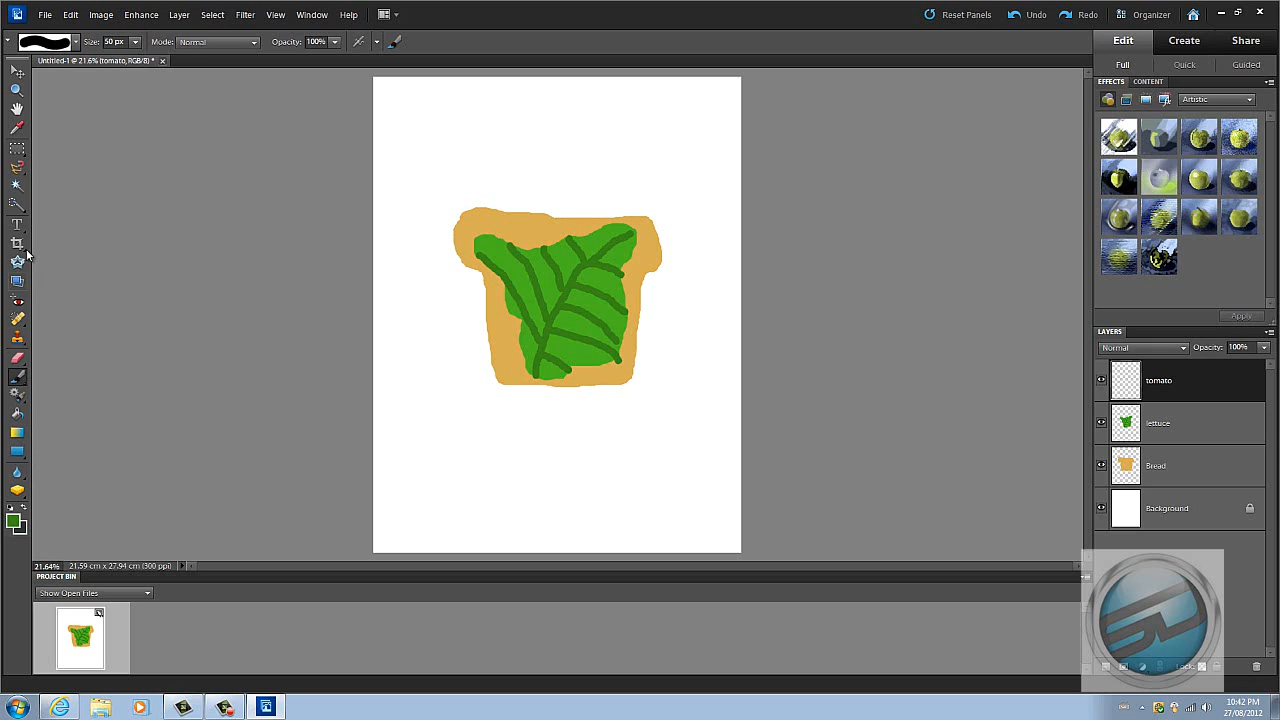 File Edit Image Enhance Layer Select Filter View Window Help Reset Panels Undo Redo Organizer
Size: 50 px Mode: Normal Opacity: 100% Edit Create Share
Untitled-1 @ 21.6% (tomato, RGB/8) * Full Quick Guided
EFFECTS CONTENT
Artistic
Apply
LAYERS
Normal Opacity: 100%
tomato
lettuce
Bread
Background
21.64% 21.59 cm x 27.94 cm (300 ppi)
PROJECT BIN
Show Open Files
Lock:
10:42 PM
27/08/2012